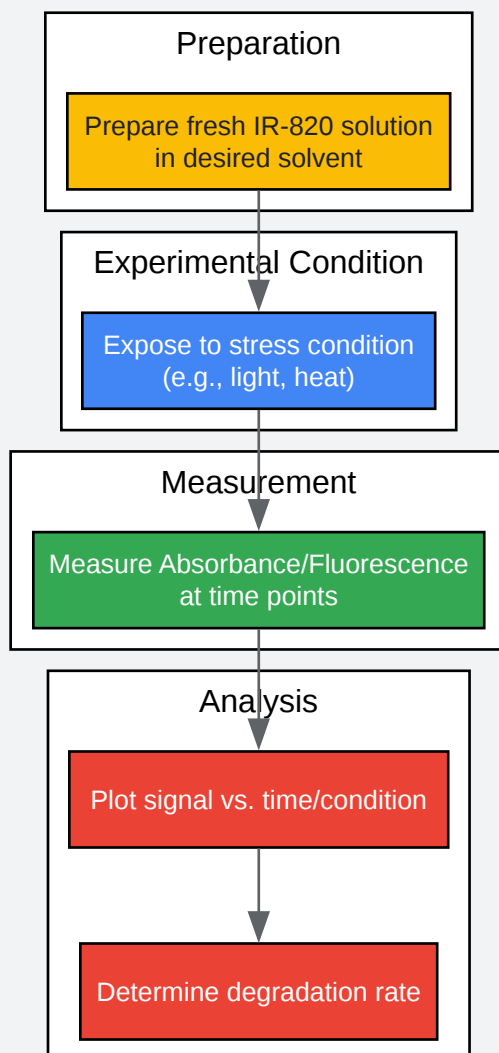 Preparation
Prepare fresh IR-820 solution
in desired solvent
Experimental Condition
Expose to stress condition
(e.g., light, heat)
Measurement
Measure Absorbance/Fluorescence
at time points
Analysis
Plot signal vs. time/condition
Determine degradation rate